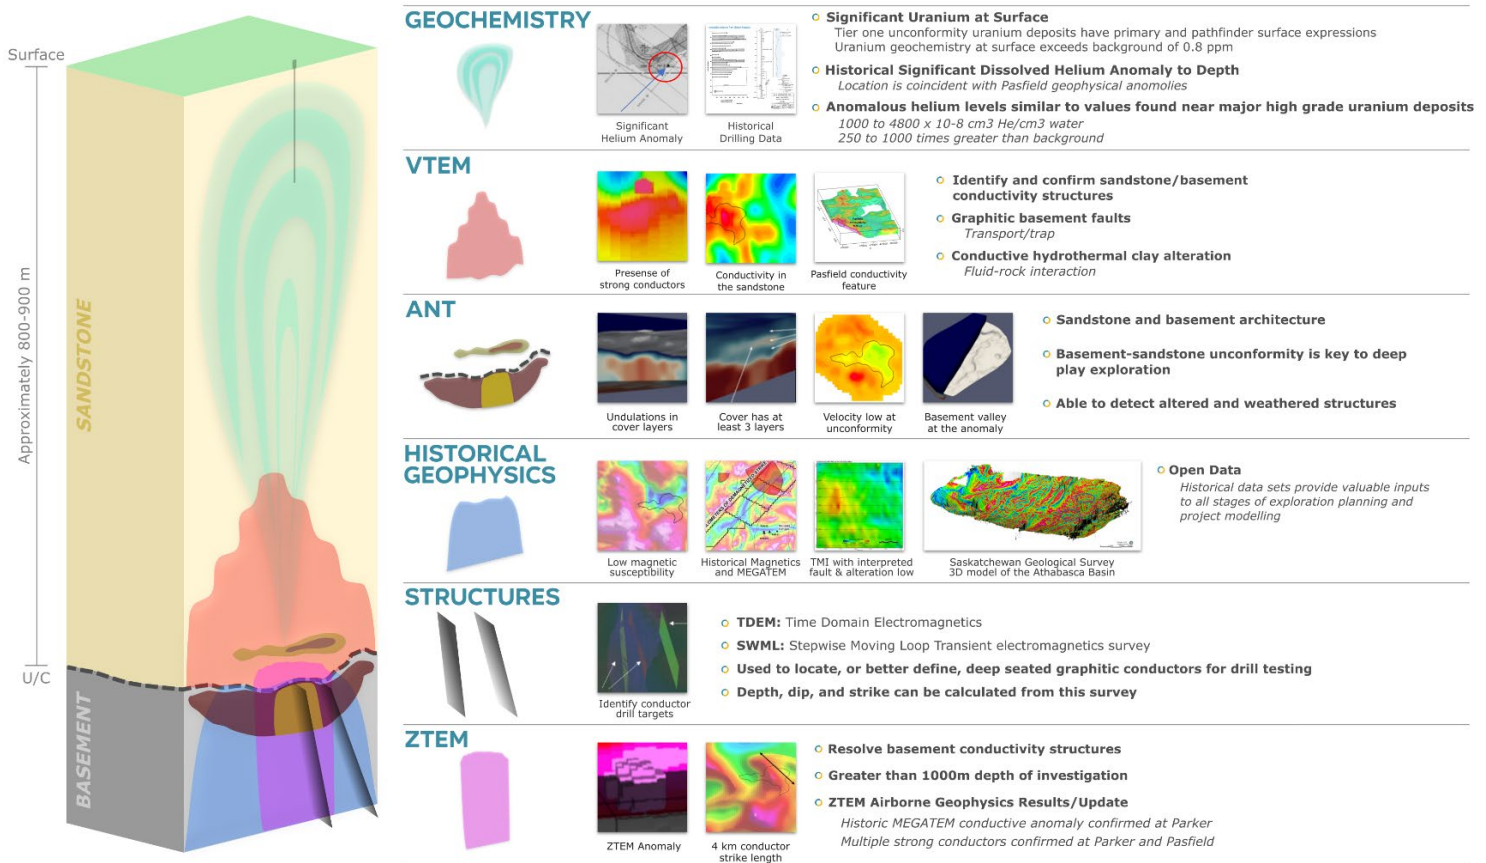 Surface
Approximately 800-900 m
U/C
SANDSTONE
BASEMENT
GEOCHEMISTRY
Significant
Helium Anomaly
Historical
Drilling Data
Significant Uranium at Surface
Tier one unconformity uranium deposits have primary and pathfinder surface expressions
Uranium geochemistry at surface exceeds background of 0.8 ppm
Historical Significant Dissolved Helium Anomaly to Depth
Location is coincident with Pasfield geophysical anomolies
Anomalous helium levels similar to values found near major high grade uranium deposits
1000 to 4800 x 10-8 cm3 He/cm3 water
250 to 1000 times greater than background
VTEM
Presense of
strong conductors
Conductivity in
the sandstone
Pasfield conductivity
feature
Identify and confirm sandstone/basement
conductivity structures
Graphitic basement faults
Transport/trap
Conductive hydrothermal clay alteration
Fluid-rock interaction
ANT
Undulations in
cover layers
Cover has at
least 3 layers
Velocity low at
unconformity
Basement valley
at the anomaly
Sandstone and basement architecture
Basement-sandstone unconformity is key to deep
play exploration
Able to detect altered and weathered structures
HISTORICAL
GEOPHYSICS
Low magnetic
susceptibility
Historical Magnetics
and MEGATEM
TMI with interpreted
fault & alteration low
Saskatchewan Geological Survey
3D model of the Athabasca Basin
Open Data
Historical data sets provide valuable inputs
to all stages of exploration planning and
project modelling
STRUCTURES
Identify conductor
drill targets
TDEM: Time Domain Electromagnetics
SWML: Stepwise Moving Loop Transient electromagnetics survey
Used to locate, or better define, deep seated graphitic conductors for drill testing
Depth, dip, and strike can be calculated from this survey
ZTEM
ZTEM Anomaly
4 km conductor
strike length
Resolve basement conductivity structures
Greater than 1000m depth of investigation
ZTEM Airborne Geophysics Results/Update
Historic MEGATEM conductive anomaly confirmed at Parker
Multiple strong conductors confirmed at Parker and Pasfield